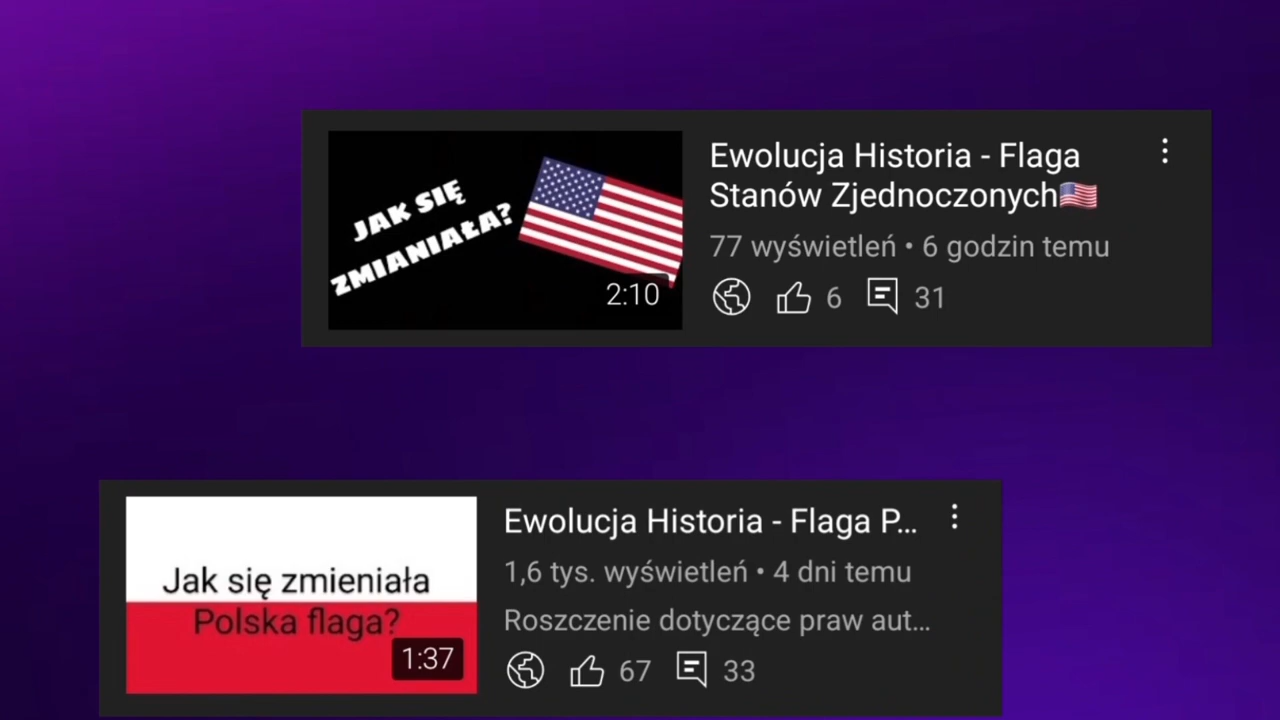 JAK SIĘ
ZMIANIAŁA?
2:10
Ewolucja Historia - Flaga
Stanów Zjednoczonych🇺🇸
77 wyświetleń • 6 godzin temu
6 31
Jak się zmieniała
Polska flaga?
1:37
Ewolucja Historia - Flaga P...
1,6 tys. wyświetleń • 4 dni temu
Roszczenie dotyczące praw aut...
67 33